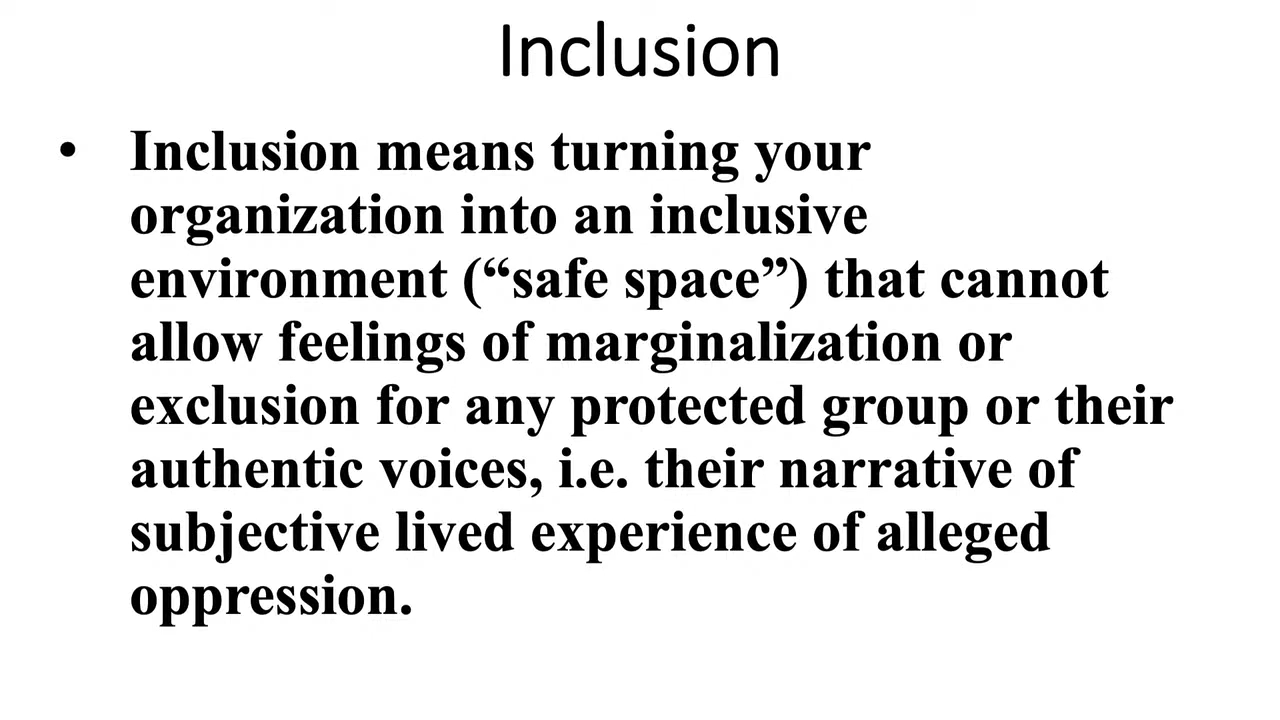 Inclusion
• Inclusion means turning your
organization into an inclusive
environment (“safe space”) that cannot
allow feelings of marginalization or
exclusion for any protected group or their
authentic voices, i.e. their narrative of
subjective lived experience of alleged
oppression.